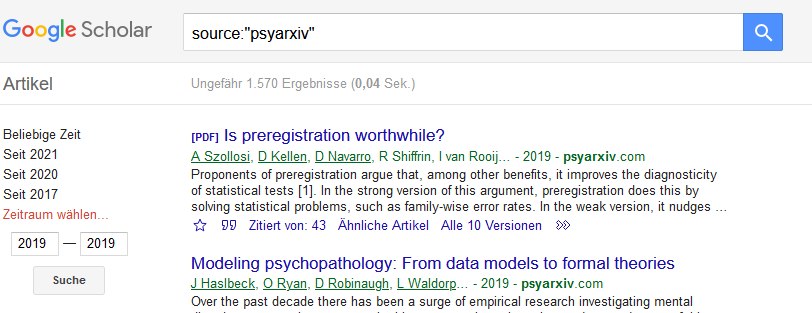 Google Scholar
source:"psyarxiv"
Artikel
Ungefähr 1.570 Ergebnisse (0,04 Sek.)
Beliebige Zeit
Seit 2021
Seit 2020
Seit 2017
Zeitraum wählen...
2019 — 2019
Suche
[PDF] Is preregistration worthwhile?
A Szollosi, D Kellen, D Navarro, R Shiffrin, I van Rooij... - 2019 - psyarxiv.com
Proponents of preregistration argue that, among other benefits, it improves the diagnosticity
of statistical tests [1]. In the strong version of this argument, preregistration does this by
solving statistical problems, such as family-wise error rates. In the weak version, it nudges ...
Zitiert von: 43 Ähnliche Artikel Alle 10 Versionen
Modeling psychopathology: From data models to formal theories
J Haslbeck, O Ryan, D Robinaugh, L Waldorp... - 2019 - psyarxiv.com
Over the past decade there has been a surge of empirical research investigating mental